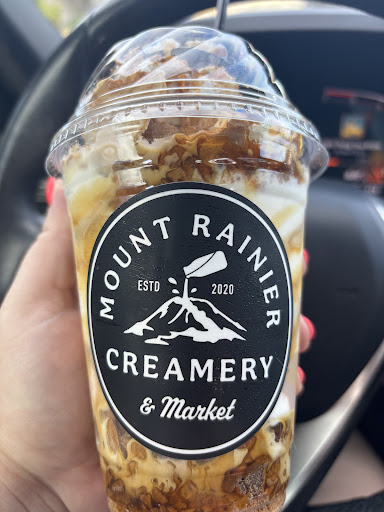 MOUNT RAINIER
ESTD 2020
CREAMERY
& Market